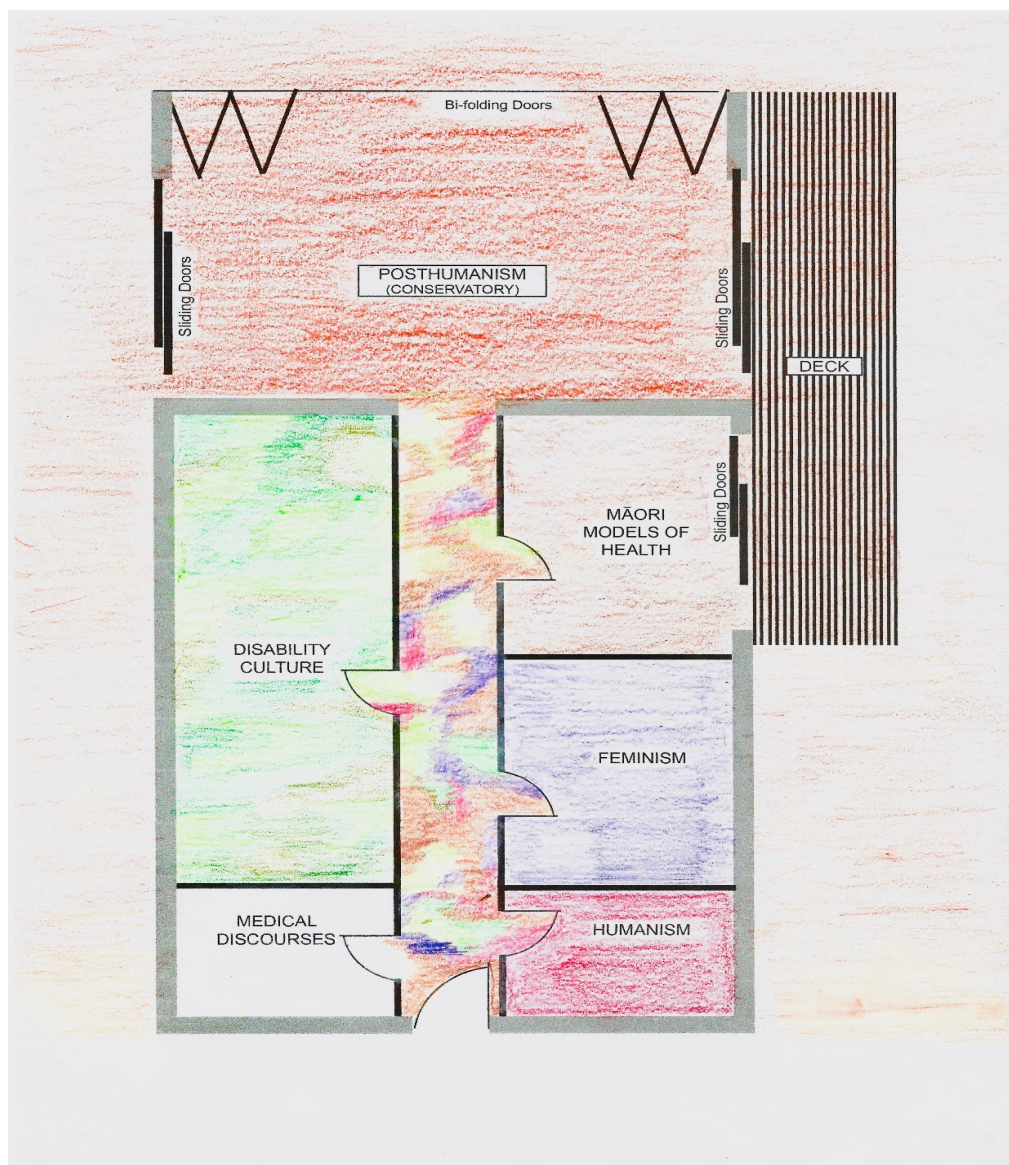 Bi-folding Doors
POSTHUMANISM
(CONSERVATORY)
Sliding Doors
Sliding Doors
DECK
Sliding Doors
MĀORI
MODELS OF
HEALTH
DISABILITY
CULTURE
FEMINISM
MEDICAL
DISCOURSES
HUMANISM